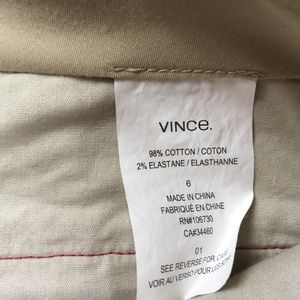 VINCE.
98% COTTON / COTON
2% ELASTANE / ELASTHANNE
6
MADE IN CHINA
FABRIQUÉ EN CHINE
RN#106730
CA#34460
01
SEE REVERSE FOR CARE
VOIR AU VERSO POUR LES SOINS